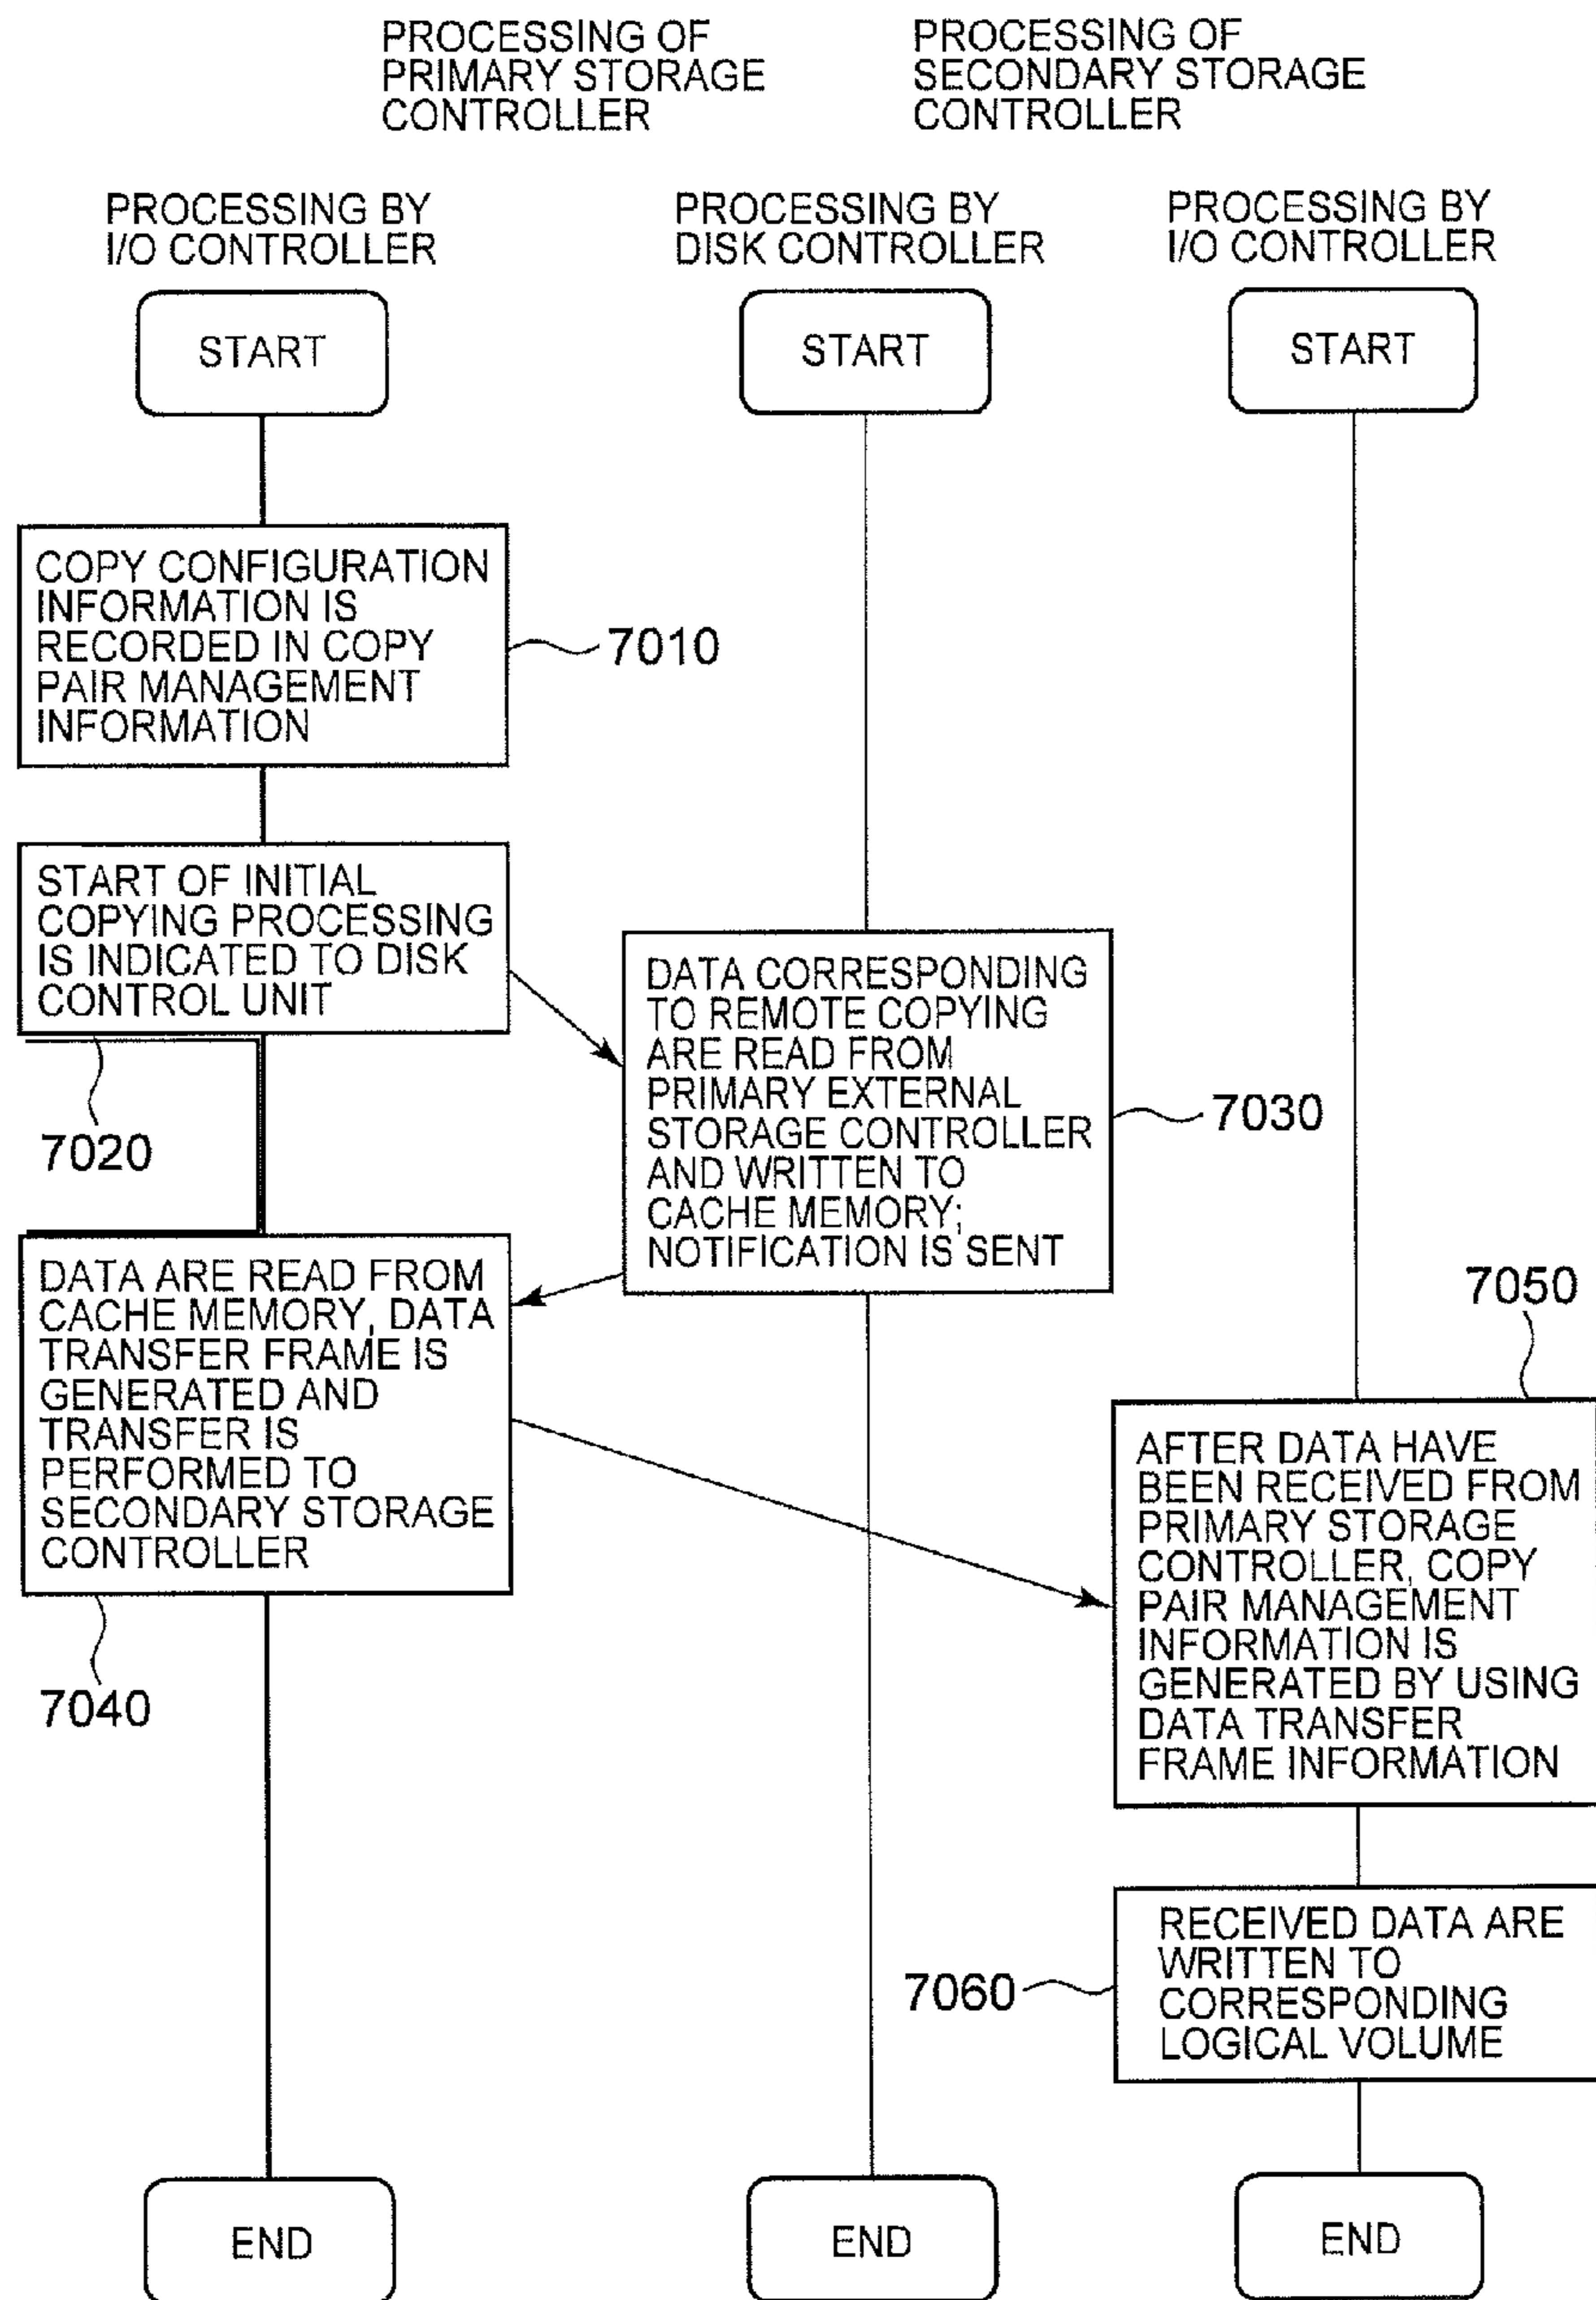 PROCESSING OF
PRIMARY STORAGE
CONTROLLER
PROCESSING OF
SECONDARY STORAGE
CONTROLLER
PROCESSING BY
I/O CONTROLLER
PROCESSING BY
DISK CONTROLLER
PROCESSING BY
I/O CONTROLLER
START
START
START
COPY CONFIGURATION
INFORMATION IS
RECORDED IN COPY
PAIR MANAGEMENT
INFORMATION
7010
START OF INITIAL
COPYING PROCESSING
IS INDICATED TO DISK
CONTROL UNIT
7020
DATA CORRESPONDING
TO REMOTE COPYING
ARE READ FROM
PRIMARY EXTERNAL
STORAGE CONTROLLER
AND WRITTEN TO
CACHE MEMORY;
NOTIFICATION IS SENT
7030
DATA ARE READ FROM
CACHE MEMORY, DATA
TRANSFER FRAME IS
GENERATED AND
TRANSFER IS
PERFORMED TO
SECONDARY STORAGE
CONTROLLER
7040
7050
AFTER DATA HAVE
BEEN RECEIVED FROM
PRIMARY STORAGE
CONTROLLER, COPY
PAIR MANAGEMENT
INFORMATION IS
GENERATED BY USING
DATA TRANSFER
FRAME INFORMATION
7060
RECEIVED DATA ARE
WRITTEN TO
CORRESPONDING
LOGICAL VOLUME
END
END
END